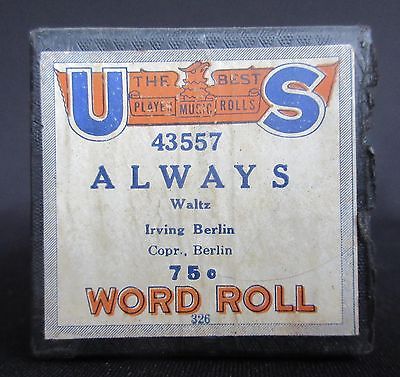 U S
THE BEST
PLAYER MUSIC ROLLS
43557
ALWAYS
Waltz
Irving Berlin
Copr., Berlin
75c
WORD ROLL
326